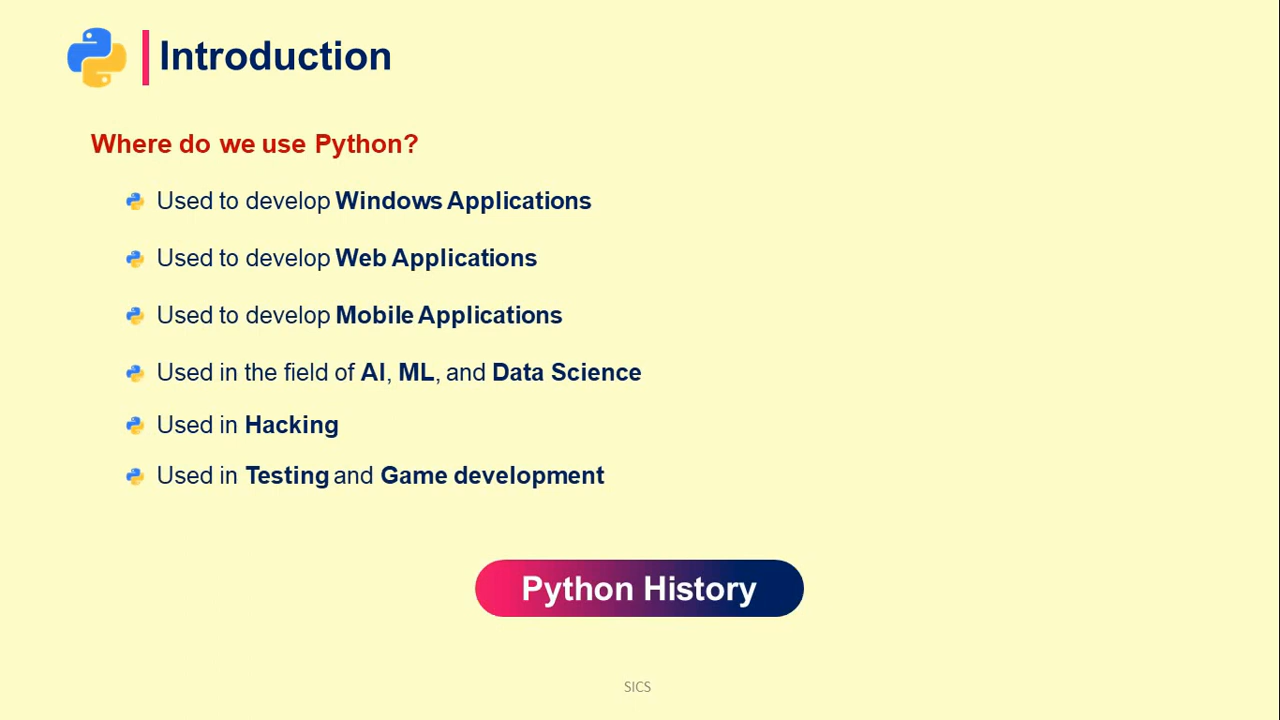 Introduction
Where do we use Python?
Used to develop Windows Applications
Used to develop Web Applications
Used to develop Mobile Applications
Used in the field of AI, ML, and Data Science
Used in Hacking
Used in Testing and Game development
Python History
SICS